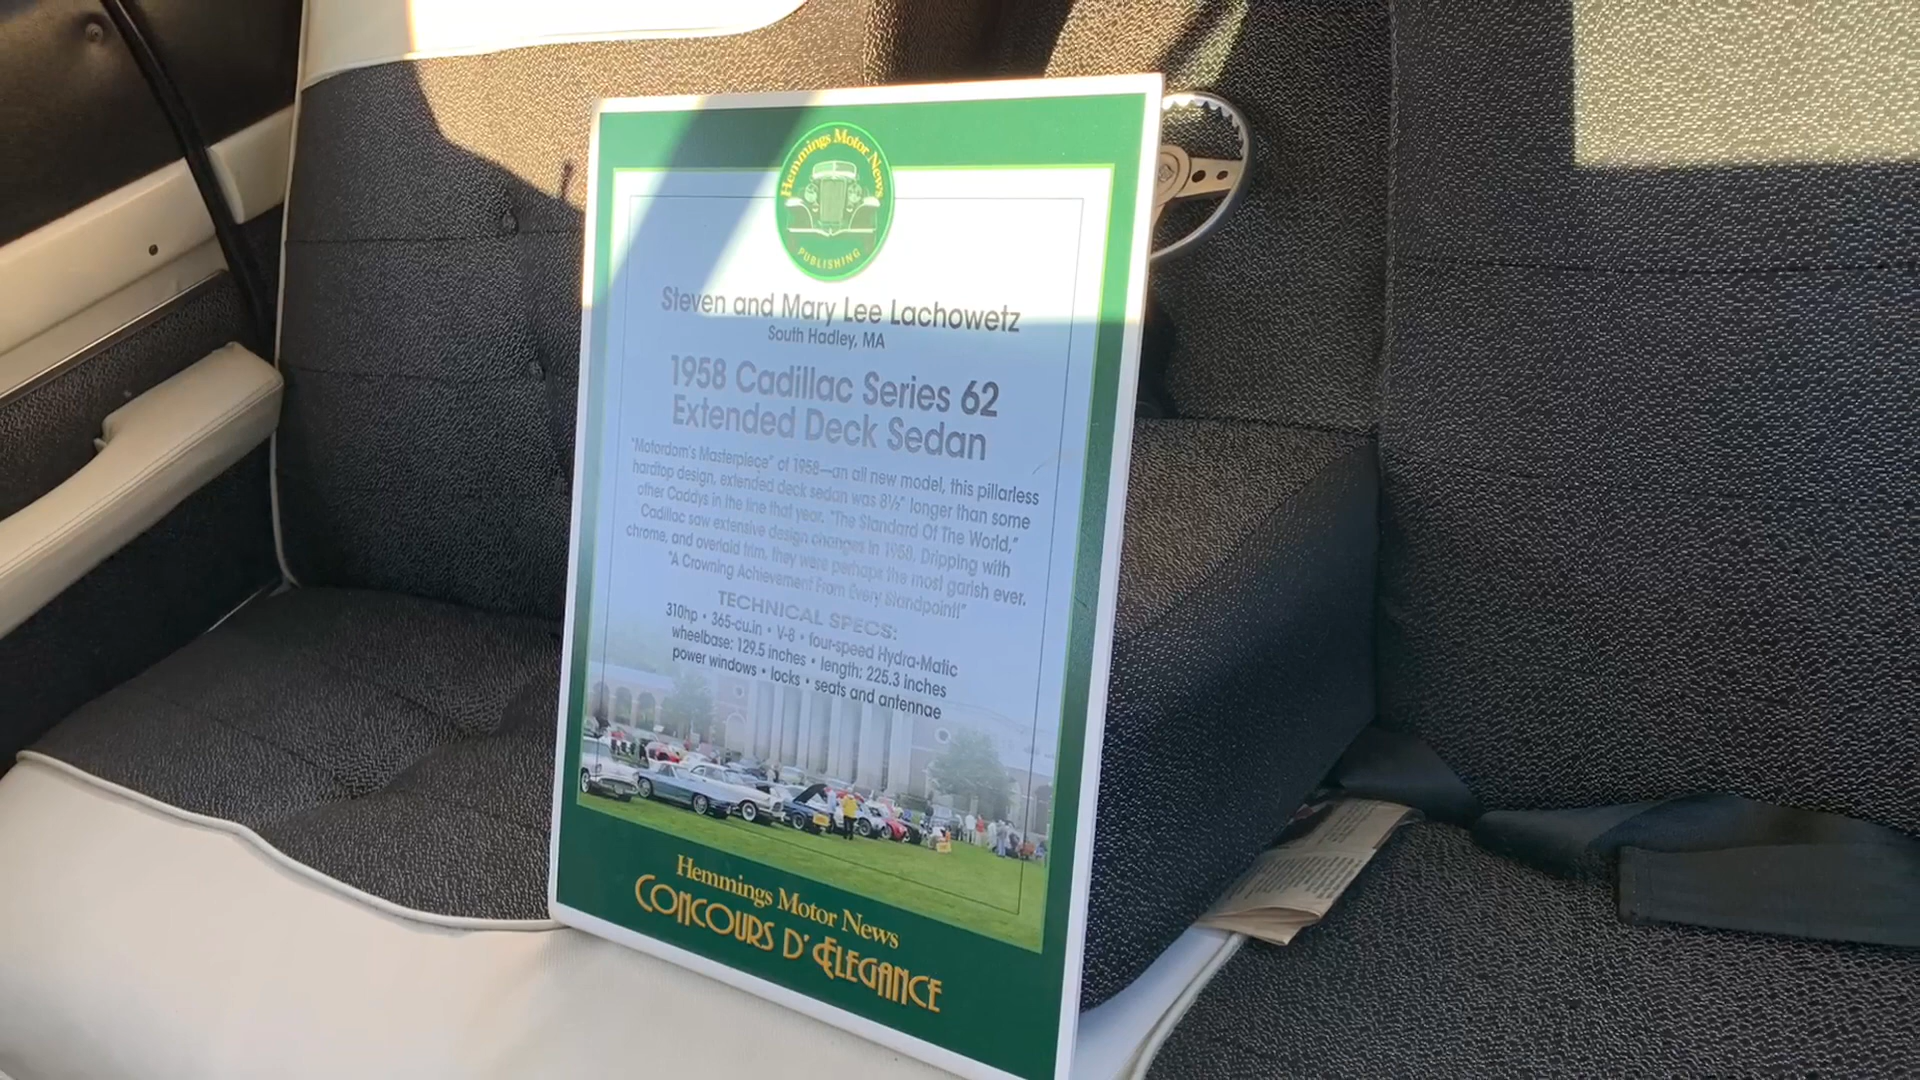 Hemmings Motor News
PUBLISHING
Steven and Mary Lee Lachowetz
South Hadley, MA
1958 Cadillac Series 62
Extended Deck Sedan
"Motordom's Masterpiece" of 1958—an all new model, this pillarless
hardtop design, extended deck sedan was 8½" longer than some
other Caddys in the line that year. "The Standard Of The World,"
Cadillac saw extensive design changes in 1958. Dripping with
chrome, and overlaid trim, they were perhaps the most garish ever.
"A Crowning Achievement From Every Standpoint!"
TECHNICAL SPECS:
310hp • 365-cu.in • V-8 • four-speed Hydra-Matic
wheelbase: 129.5 inches • length: 225.3 inches
power windows • locks • seats and antennae
Hemmings Motor News
CONCOURS D'ELEGANCE